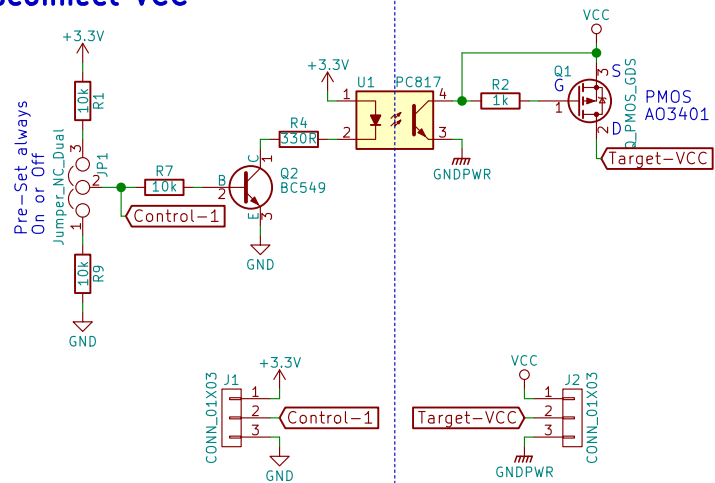 VCC
+3.3V
VCC
+3.3V
U1
PC817
Q1
3
S
G
R1
10k
1
4
R2
1k
1
Q_PMOS_GDS
PMOS
AO3401
R4
330R
2
3
2
D
Target-VCC
GNDPWR
Pre-Set always
On or Off
Jumper_NC_Dual
3
JP1
2
1
R7
10k
B
2
C
1
Q2
BC549
E
3
Control-1
GND
R9
10k
GND
J1
+3.3V
CONN_01X03
1
2
3
Control-1
GND
VCC
J2
CONN_01X03
1
2
3
Target-VCC
GNDPWR